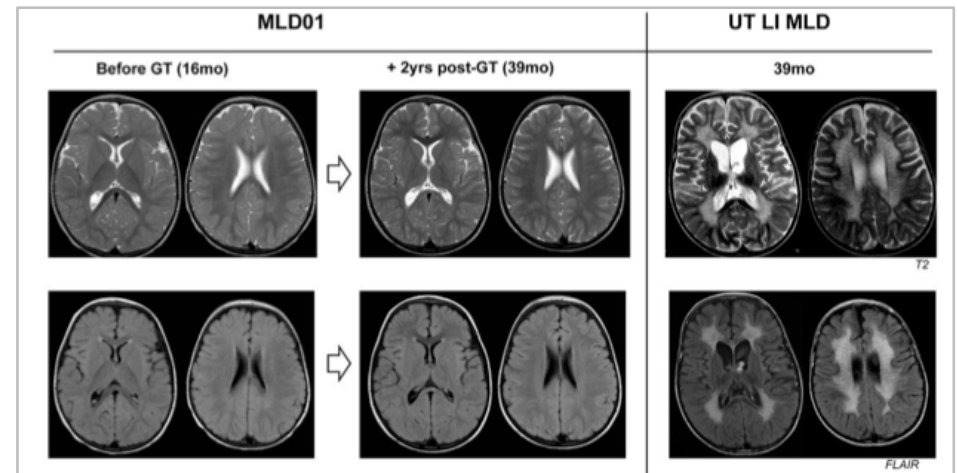 MLD01
UT LI MLD
Before GT (16mo)
+ 2yrs post-GT (39mo)
39mo
T2
FLAIR